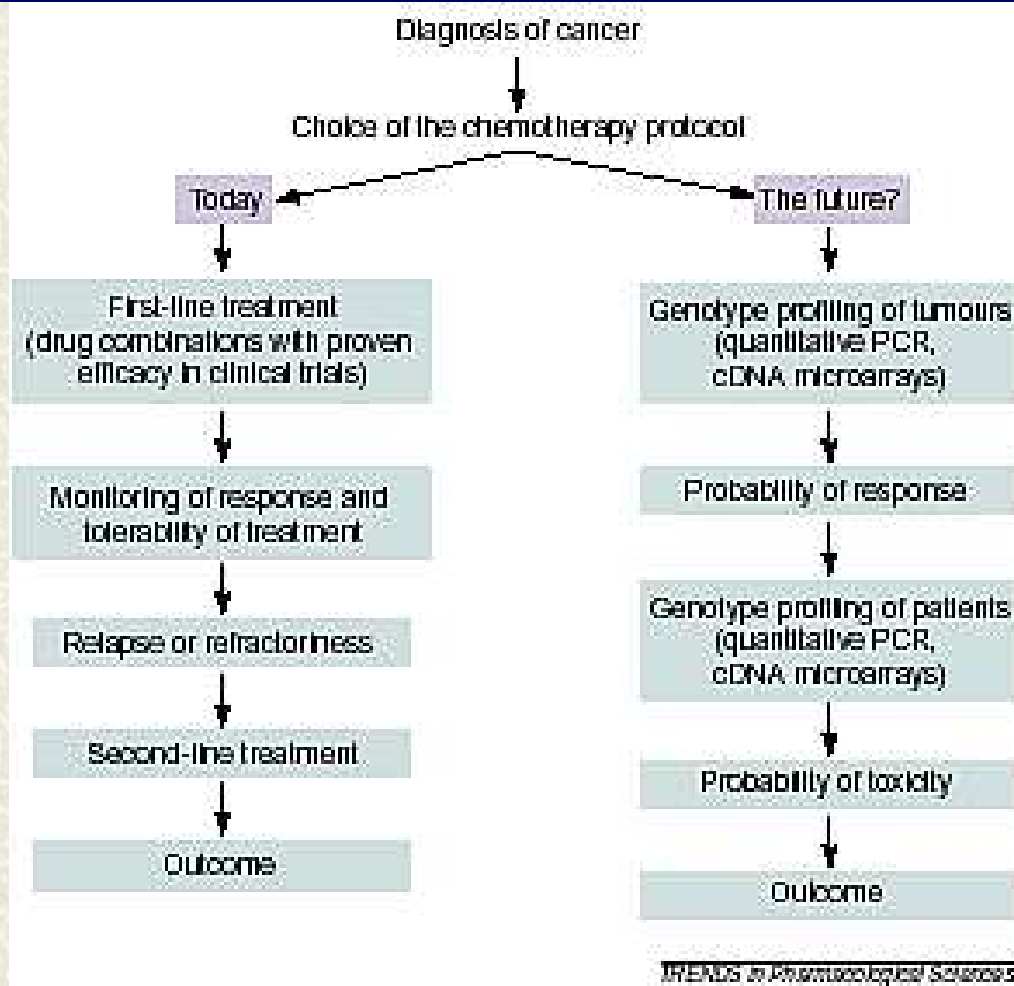 Diagnosis of cancer
Choice of the chemotherapy protocol
Today
First-line treatment
(drug combinations with proven
efficacy in clinical trials)
Monitoring of response and
tolerability of treatment
Relapse or refractoriness
Second-line treatment
Outcome
The future?
Genotype profiling of tumours
(quantitative PCR,
cDNA microarrays)
Probability of response
Genotype profiling of patients
(quantitative PCR,
cDNA microarrays)
Probability of toxicity
Outcome
TRENDS in Pharmacological Sciences